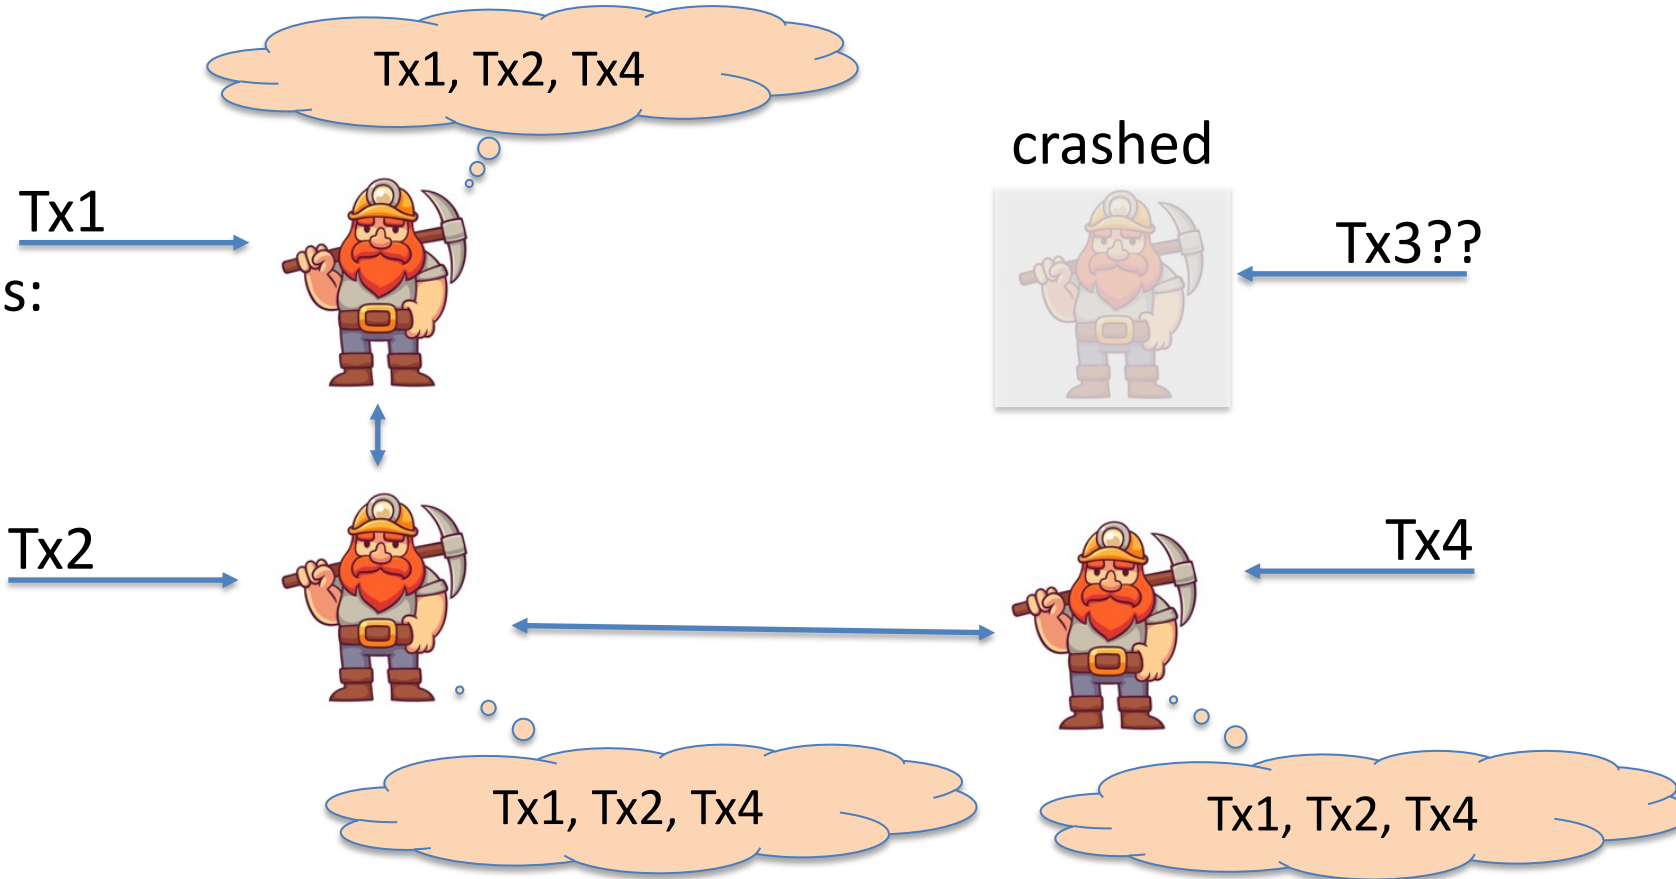 Tx1, Tx2, Tx4
crashed
Tx1
Tx3??
s:
Tx2
Tx4
Tx1, Tx2, Tx4
Tx1, Tx2, Tx4